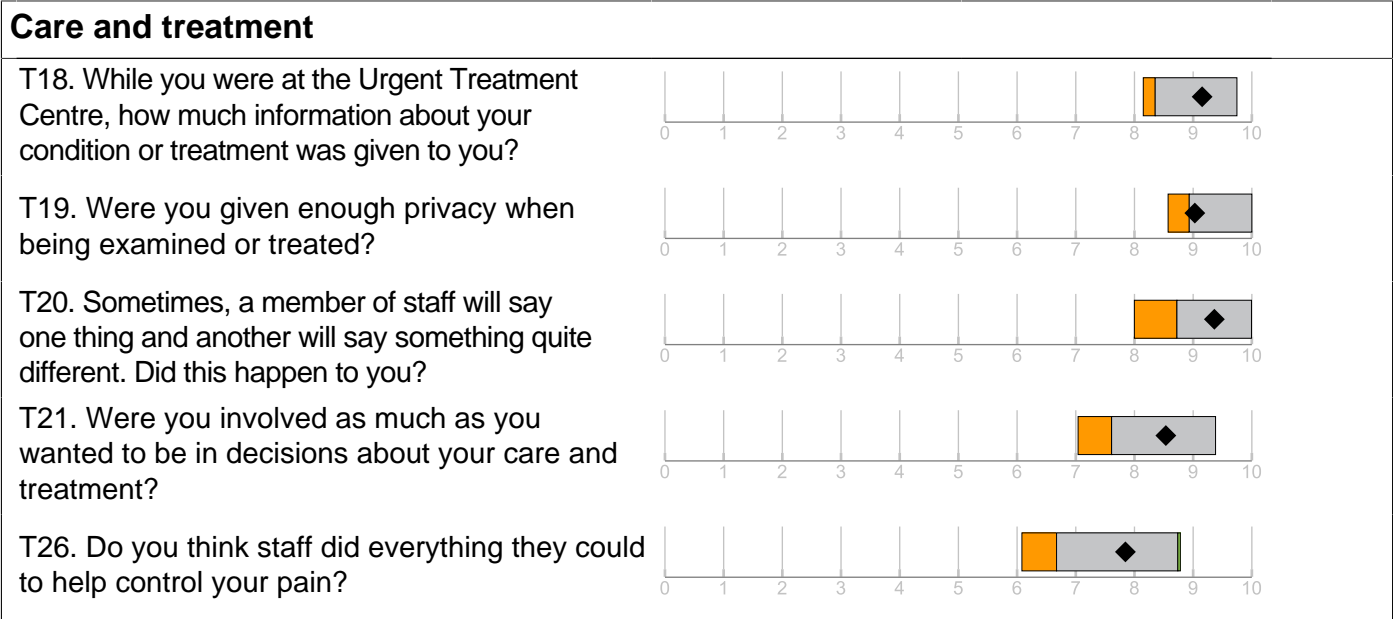 Care and treatment
T18. While you were at the Urgent Treatment
Centre, how much information about your
condition or treatment was given to you?
0 1 2 3 4 5 6 7 8 9 10
T19. Were you given enough privacy when
being examined or treated?
0 1 2 3 4 5 6 7 8 9 10
T20. Sometimes, a member of staff will say
one thing and another will say something quite
different. Did this happen to you?
0 1 2 3 4 5 6 7 8 9 10
T21. Were you involved as much as you
wanted to be in decisions about your care and
treatment?
0 1 2 3 4 5 6 7 8 9 10
T26. Do you think staff did everything they could
to help control your pain?
0 1 2 3 4 5 6 7 8 9 10